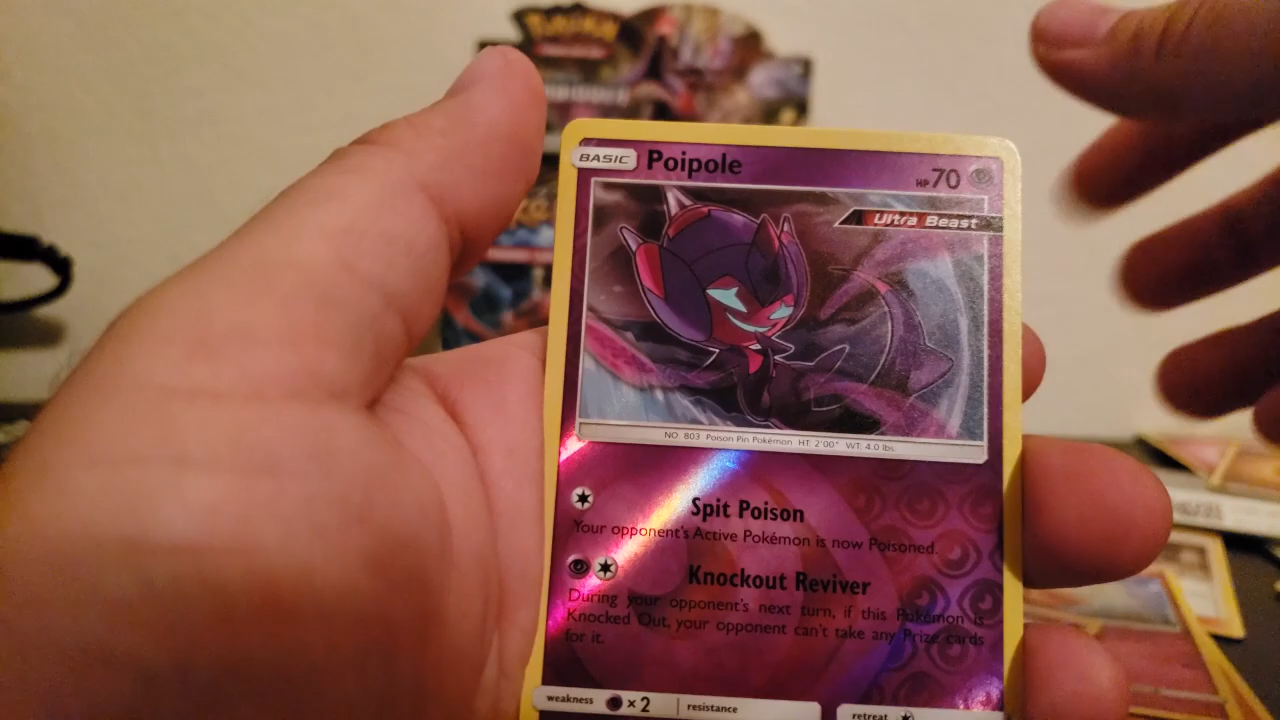 Pokémon
BASIC Poipole HP 70
Ultra Beast
NO. 803 Poison Pin Pokémon HT: 2'00" WT: 4.0 lbs.
Spit Poison
Your opponent's Active Pokémon is now Poisoned.
Knockout Reviver
During your opponent's next turn, if this Pokémon is
Knocked Out, your opponent can't take any Prize cards
for it.
weakness ×2 resistance retreat